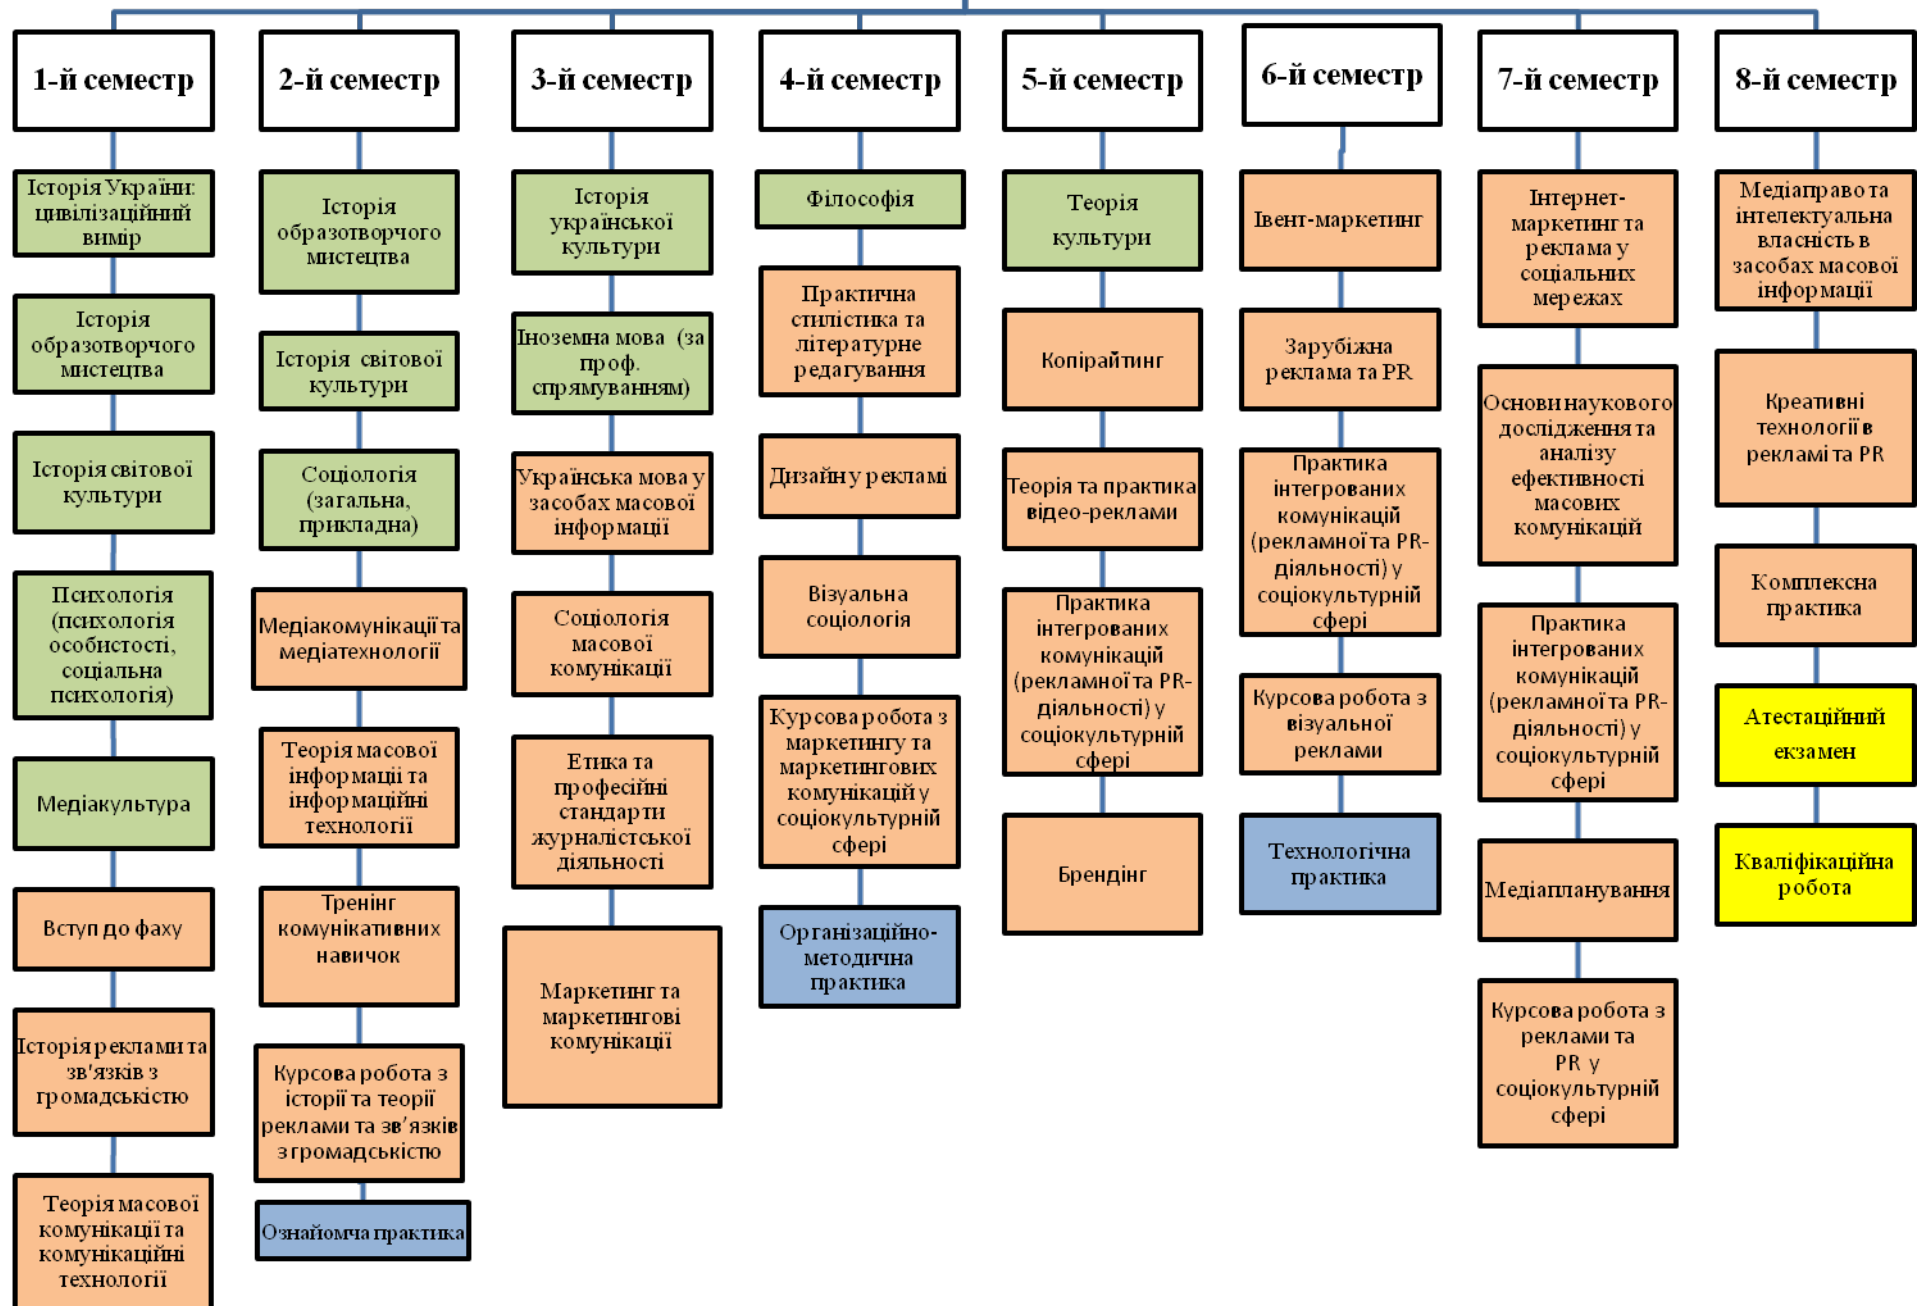 1-й семестр
Історія України:
цивілізаційний
вимір
Історія
образотворчого
мистецтва
Історія світової
культури
Психологія
(психологія
особистості,
соціальна
психологія)
Медіакультура
Вступ до фаху
Історія реклами та
зв'язків з
громадськістю
Теорія масової
комунікації та
комунікаційні
технології
2-й семестр
Історія
образотворчого
мистецтва
Історія світової
культури
Соціологія
(загальна,
прикладна)
Медіакомунікації та
медіатехнології
Теорія масової
інформації та
інформаційні
технології
Тренінг
комунікативних
навичок
Курсова робота з
історії та теорії
реклами та зв’язків
з громадськістю
Ознайомча практика
3-й семестр
Історія
української
культури
Іноземна мова (за
проф.
спрямуванням)
Українська мова у
засобах масової
інформації
Соціологія
масової
комунікації
Етика та
професійні
стандарти
журналістської
діяльності
Маркетинг та
маркетингові
комунікації
4-й семестр
Філософія
Практична
стилістика та
літературне
редагування
Дизайн у рекламі
Візуальна
соціологія
Курсова робота з
маркетингу та
маркетингових
комунікацій у
соціокультурній
сфері
Організаційно-
методична
практика
5-й семестр
Теорія
культури
Копірайтинг
Теорія та практика
відео-реклами
Практика
інтегрованих
комунікацій
(рекламної та PR-
діяльності) у
соціокультурній
сфері
Брендінг
6-й семестр
Івент-маркетинг
Зарубіжна
реклама та PR
Практика
інтегрованих
комунікацій
(рекламної та PR-
діяльності) у
соціокультурній
сфері
Курсова робота з
візуальної
реклами
Технологічна
практика
7-й семестр
Інтернет-
маркетинг та
реклама у
соціальних
мережах
Основи наукового
дослідження та
аналізу
ефективності
масових
комунікацій
Практика
інтегрованих
комунікацій
(рекламної та PR-
діяльності) у
соціокультурній
сфері
Медіапланування
Курсова робота з
реклами та
PR у
соціокультурній
сфері
8-й семестр
Медіаправо та
інтелектуальна
власність в
засобах масової
інформації
Креативні
технології в
рекламі та PR
Комплексна
практика
Атестаційний
екзамен
Кваліфікаційна
робота